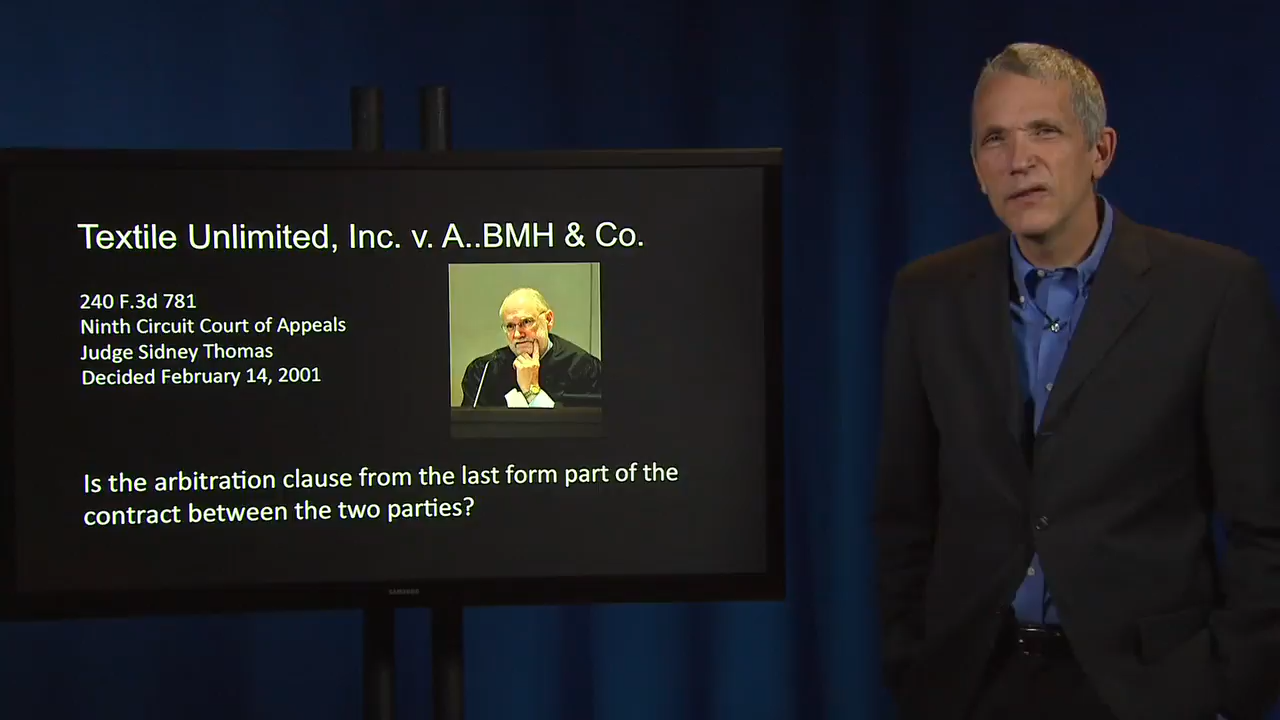 Textile Unlimited, Inc. v. A..BMH & Co.
240 F.3d 781
Ninth Circuit Court of Appeals
Judge Sidney Thomas
Decided February 14, 2001
Is the arbitration clause from the last form part of the
contract between the two parties?
SAMSUNG